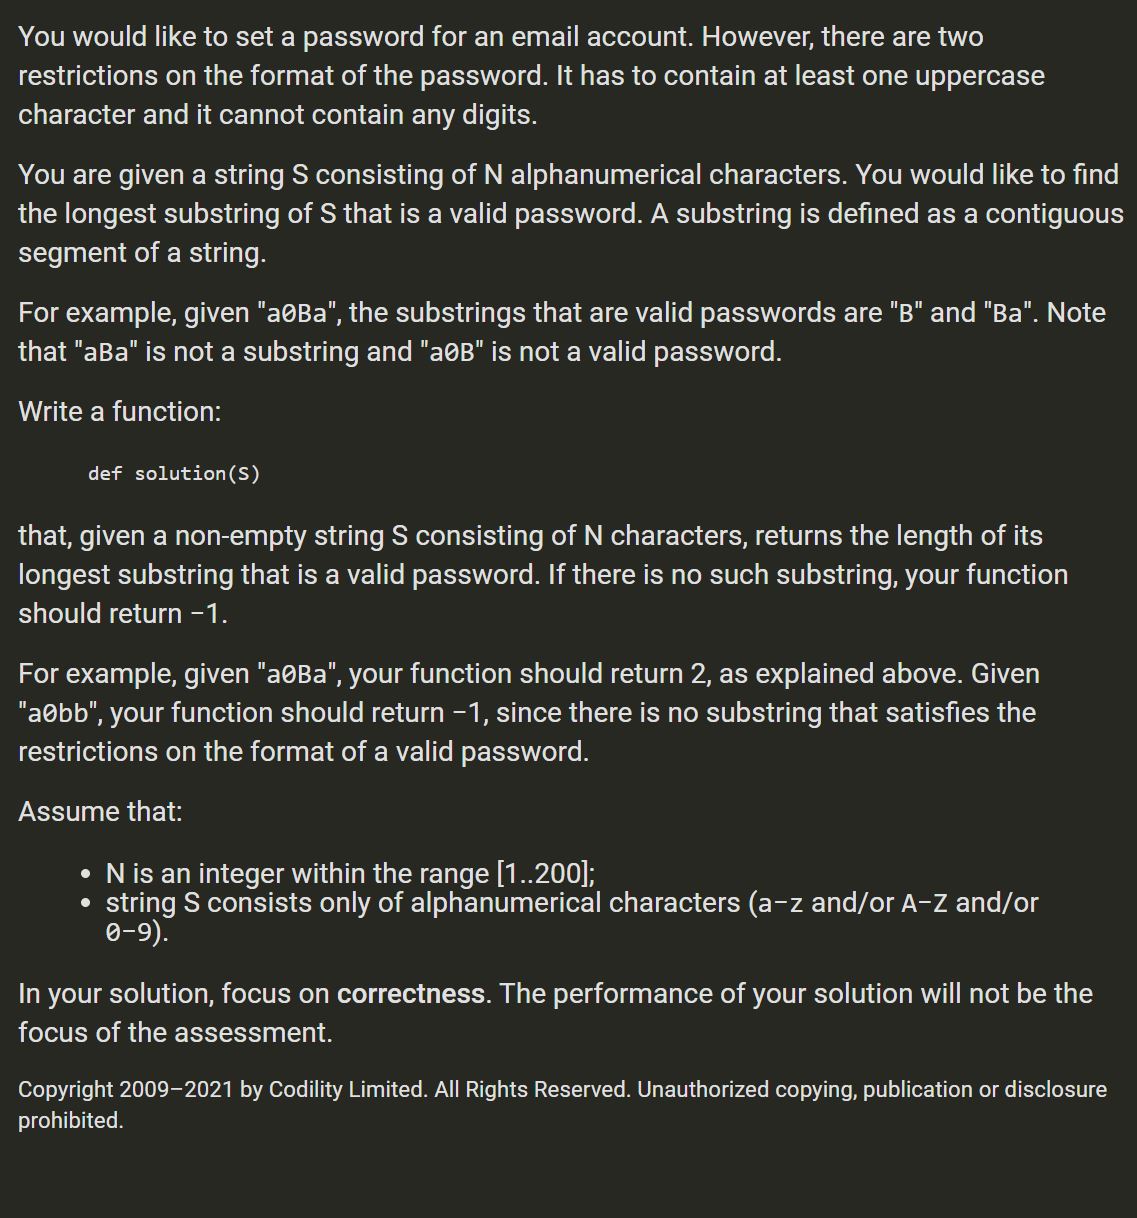 You would like to set a password for an email account. However, there are two
restrictions on the format of the password. It has to contain at least one uppercase
character and it cannot contain any digits.
You are given a string S consisting of N alphanumerical characters. You would like to find
the longest substring of S that is a valid password. A substring is defined as a contiguous
segment of a string.
For example, given "a0Ba", the substrings that are valid passwords are "B" and "Ba". Note
that "aBa" is not a substring and "a0B" is not a valid password.
Write a function:
def solution(S)
that, given a non-empty string S consisting of N characters, returns the length of its
longest substring that is a valid password. If there is no such substring, your function
should return −1.
For example, given "a0Ba", your function should return 2, as explained above. Given
"a0bb", your function should return −1, since there is no substring that satisfies the
restrictions on the format of a valid password.
Assume that:
• N is an integer within the range [1..200];
• string S consists only of alphanumerical characters (a−z and/or A−Z and/or
0−9).
In your solution, focus on correctness. The performance of your solution will not be the
focus of the assessment.
Copyright 2009–2021 by Codility Limited. All Rights Reserved. Unauthorized copying, publication or disclosure
prohibited.